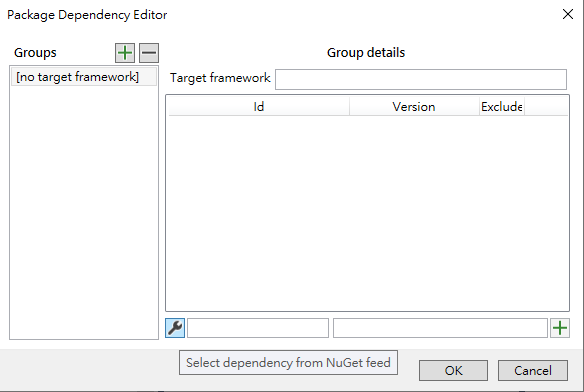 Package Dependency Editor
Groups
Group details
[no target framework]
Target framework
Id Version Exclude
Select dependency from NuGet feed
OK Cancel